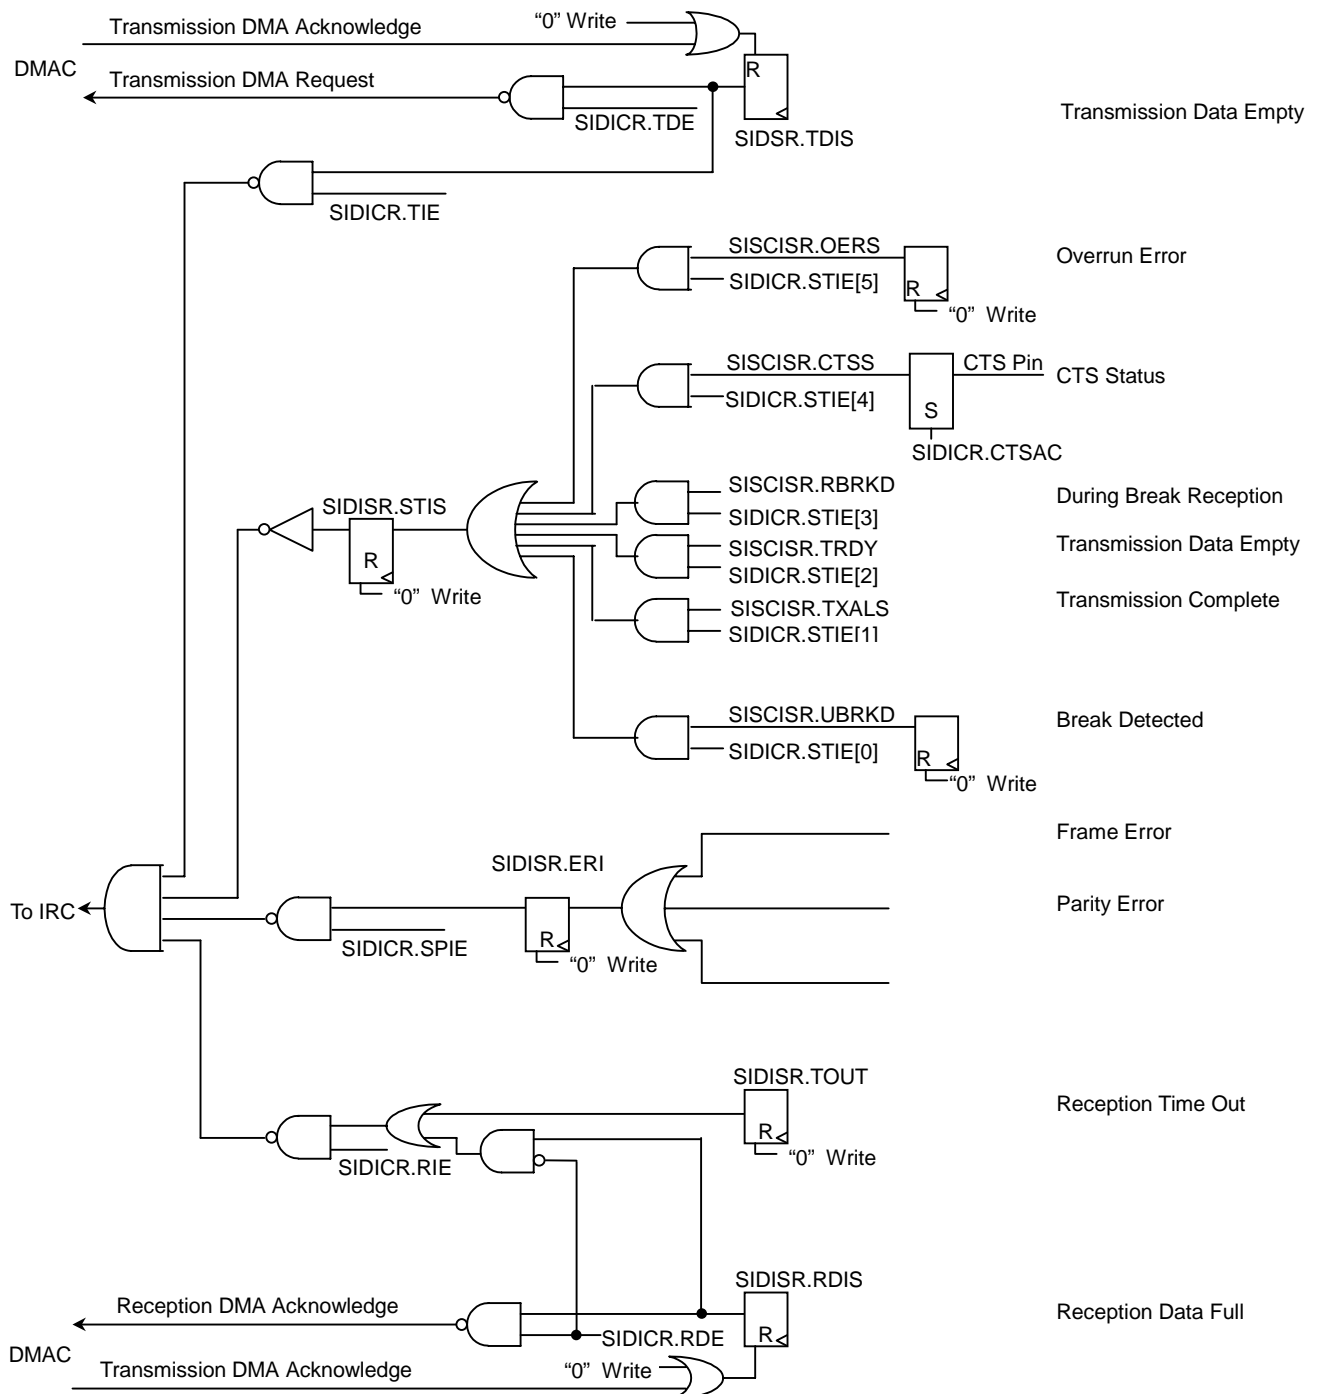 Transmission DMA Acknowledge
“0” Write
DMAC
Transmission DMA Request
R
SIDICR.TDE
SIDSR.TDIS
Transmission Data Empty
SIDICR.TIE
SISCISR.OERS
Overrun Error
SIDICR.STIE[5]
R
“0” Write
SISCISR.CTSS
CTS Pin
CTS Status
SIDICR.STIE[4]
S
SIDICR.CTSAC
SISCISR.RBRKD
During Break Reception
SIDISR.STIS
SIDICR.STIE[3]
SISCISR.TRDY
Transmission Data Empty
R
SIDICR.STIE[2]
“0” Write
SISCISR.TXALS
Transmission Complete
SIDICR.STIE[1]
SISCISR.UBRKD
Break Detected
SIDICR.STIE[0]
R
“0” Write
Frame Error
SIDISR.ERI
To IRC
Parity Error
R
SIDICR.SPIE
“0” Write
SIDISR.TOUT
Reception Time Out
R
“0” Write
SIDICR.RIE
SIDISR.RDIS
Reception DMA Acknowledge
Reception Data Full
R
SIDICR.RDE
DMAC
Transmission DMA Acknowledge
“0” Write